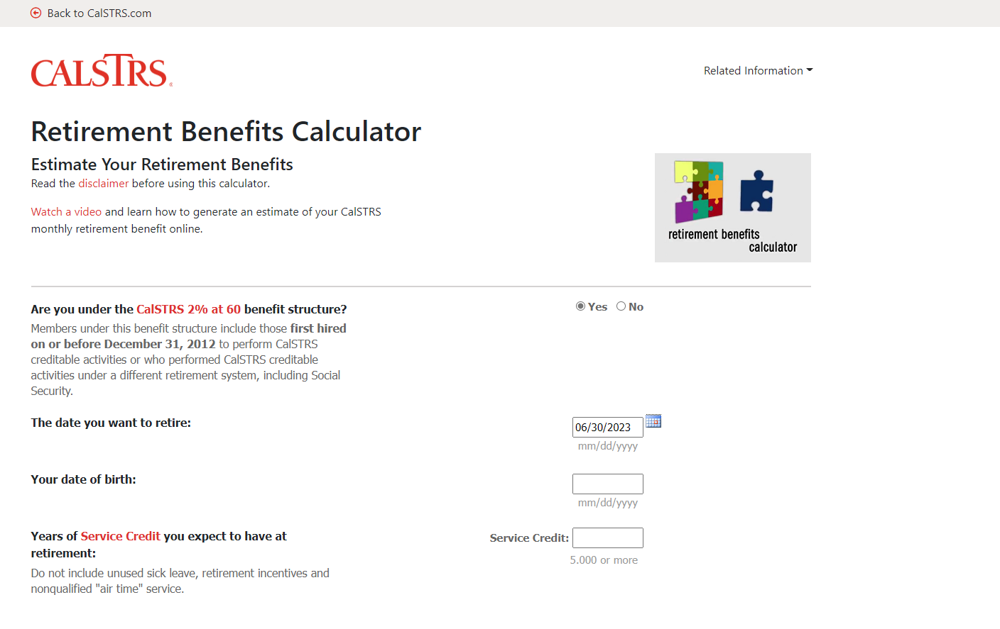 Back to CalSTRS.com
CALSTRS®
Related Information
Retirement Benefits Calculator
Estimate Your Retirement Benefits
Read the disclaimer before using this calculator.
Watch a video and learn how to generate an estimate of your CalSTRS
monthly retirement benefit online.
retirement benefits
calculator
Are you under the CalSTRS 2% at 60 benefit structure?
Yes No
Members under this benefit structure include those first hired
on or before December 31, 2012 to perform CalSTRS
creditable activities or who performed CalSTRS creditable
activities under a different retirement system, including Social
Security.
The date you want to retire:
06/30/2023
mm/dd/yyyy
Your date of birth:
mm/dd/yyyy
Years of Service Credit you expect to have at
retirement:
Service Credit:
5.000 or more
Do not include unused sick leave, retirement incentives and
nonqualified "air time" service.